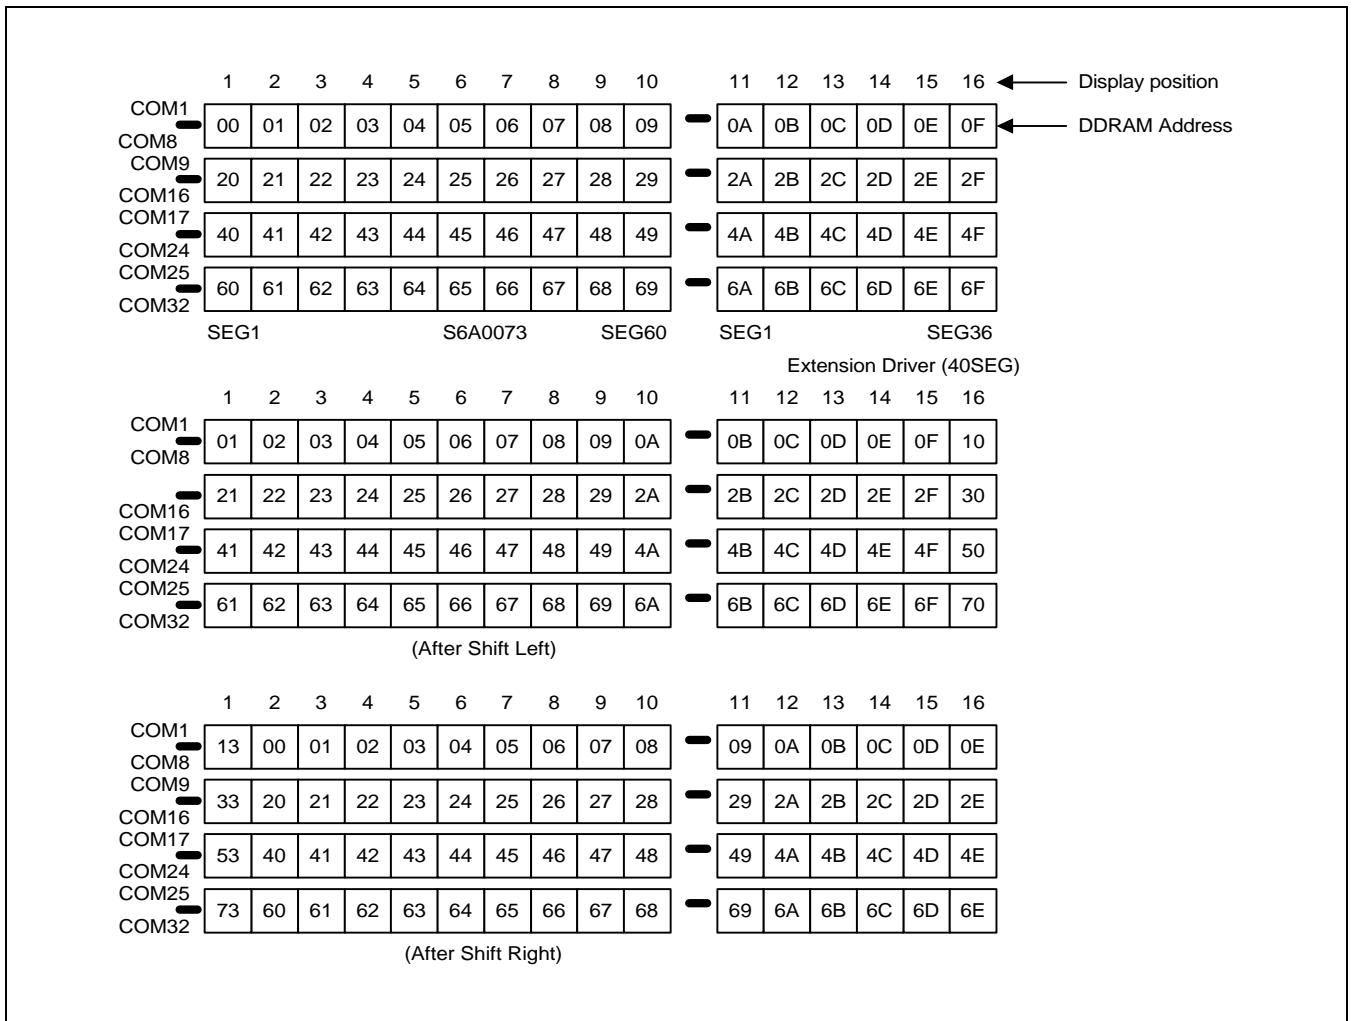 1 2 3 4 5 6 7 8 9 10 11 12 13 14 15 16 Display position
COM1
00 01 02 03 04 05 06 07 08 09 0A 0B 0C 0D 0E 0F DDRAM Address
COM8
COM9
20 21 22 23 24 25 26 27 28 29 2A 2B 2C 2D 2E 2F
COM16
COM17
40 41 42 43 44 45 46 47 48 49 4A 4B 4C 4D 4E 4F
COM24
COM25
60 61 62 63 64 65 66 67 68 69 6A 6B 6C 6D 6E 6F
COM32
SEG1 S6A0073 SEG60 SEG1 SEG36
Extension Driver (40SEG)
1 2 3 4 5 6 7 8 9 10 11 12 13 14 15 16
COM1
01 02 03 04 05 06 07 08 09 0A 0B 0C 0D 0E 0F 10
COM8
21 22 23 24 25 26 27 28 29 2A 2B 2C 2D 2E 2F 30
COM16
COM17
41 42 43 44 45 46 47 48 49 4A 4B 4C 4D 4E 4F 50
COM24
COM25
61 62 63 64 65 66 67 68 69 6A 6B 6C 6D 6E 6F 70
COM32
(After Shift Left)
1 2 3 4 5 6 7 8 9 10 11 12 13 14 15 16
COM1
13 00 01 02 03 04 05 06 07 08 09 0A 0B 0C 0D 0E
COM8
COM9
33 20 21 22 23 24 25 26 27 28 29 2A 2B 2C 2D 2E
COM16
COM17
53 40 41 42 43 44 45 46 47 48 49 4A 4B 4C 4D 4E
COM24
COM25
73 60 61 62 63 64 65 66 67 68 69 6A 6B 6C 6D 6E
COM32
(After Shift Right)